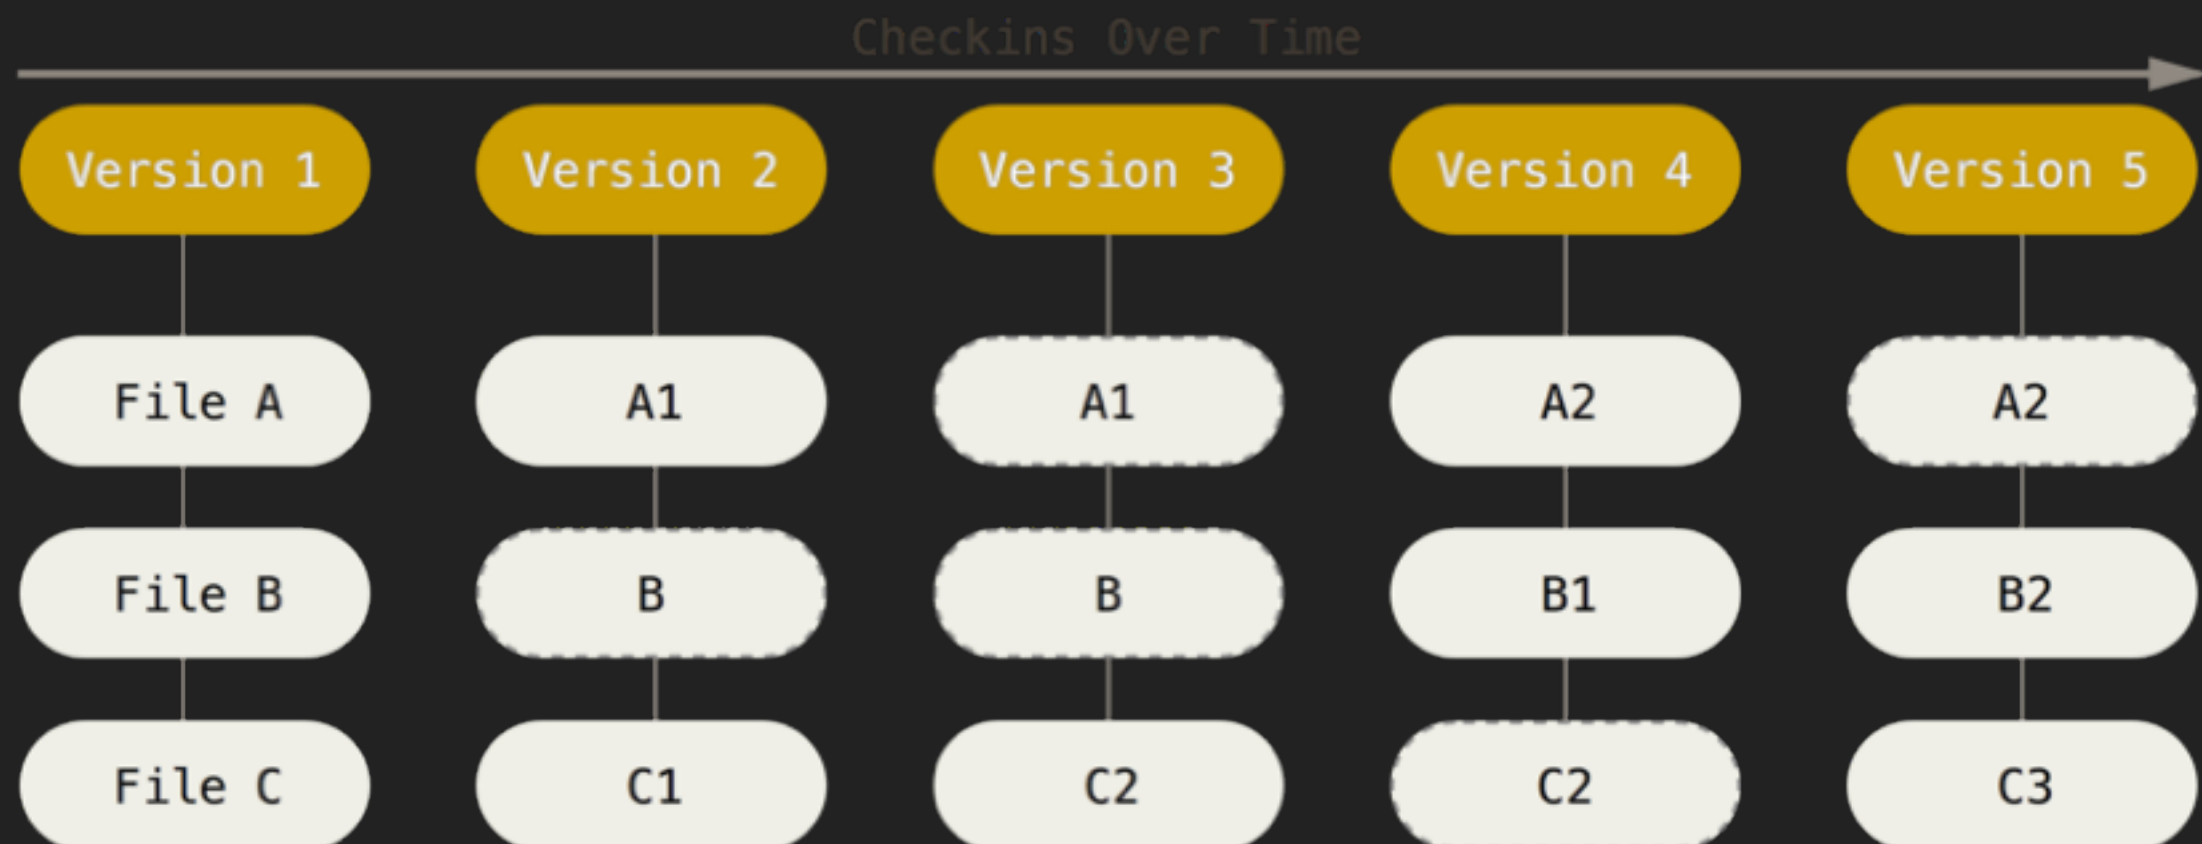 Checkins Over Time
Version 1 Version 2 Version 3 Version 4 Version 5
File A A1 A1 A2 A2
File B B B B1 B2
File C C1 C2 C2 C3